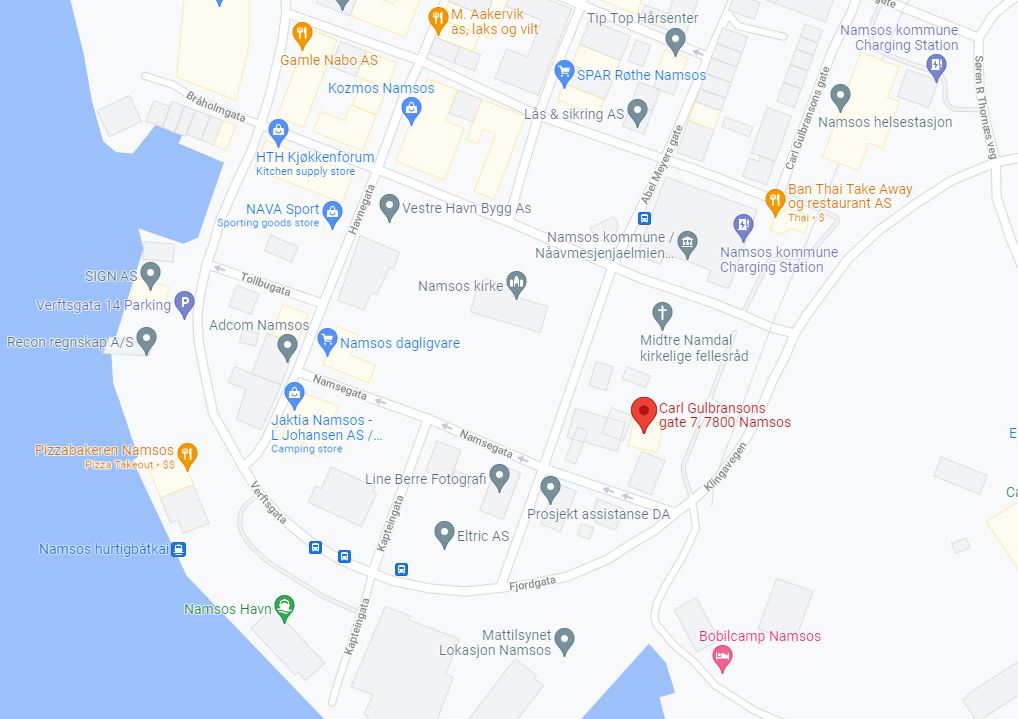 M. Aakervik
as, laks og vilt
Tip Top Hårsenter
Namsos kommune
Charging Station
Gamle Nabo AS
SPAR Røthe Namsos
Kozmos Namsos
Bråholmgata
Lås & sikring AS
Carl Gulbransons gate
Namsos helsestasjon
Søren R Thornæs veg
HTH Kjøkkenforum
Kitchen supply store
Abel Meyers gate
Ban Thai Take Away
og restaurant AS
Thai • $
NAVA Sport
Sporting goods store
Havnegata
Vestre Havn Bygg As
Namsos kommune /
Nåavmesjenjaelmien...
Namsos kommune
Charging Station
SIGN AS
Tollbugata
Namsos kirke
Verftsgata 14 Parking
P
Adcom Namsos
Recon regnskap A/S
Namsos dagligvare
Midtre Namdal
kirkelige fellesråd
Namsegata
Carl Gulbransons
gate 7, 7800 Namsos
Jaktia Namsos -
L Johansen AS /...
Camping store
Namsegata
Pizzabakeren Namsos
Pizza Takeout • $$
Klingavegen
Line Berre Fotografi
Verftsgata
Kapteingata
Prosjekt assistanse DA
Eltric AS
Namsos hurtigbåtkai
Fjordgata
Namsos Havn
Kapteingata
Mattilsynet
Lokasjon Namsos
Bobilcamp Namsos